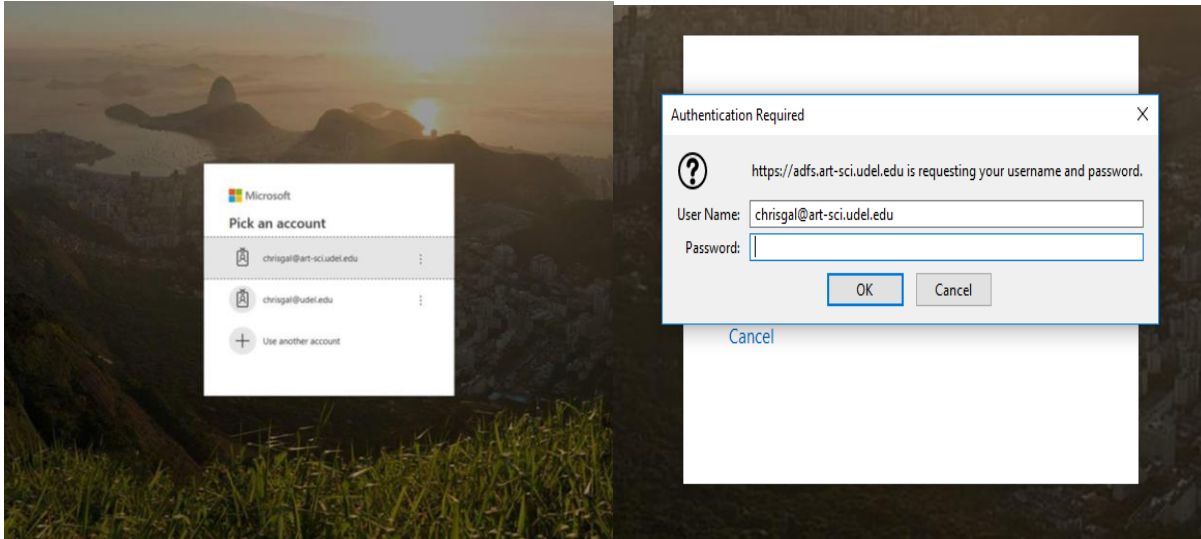 Microsoft
Pick an account
chrisgal@art-sci.udel.edu
chrisgal@udel.edu
Use another account
Authentication Required
https://adfs.art-sci.udel.edu is requesting your username and password.
User Name: chrisgal@art-sci.udel.edu
Password:
OK Cancel
Cancel